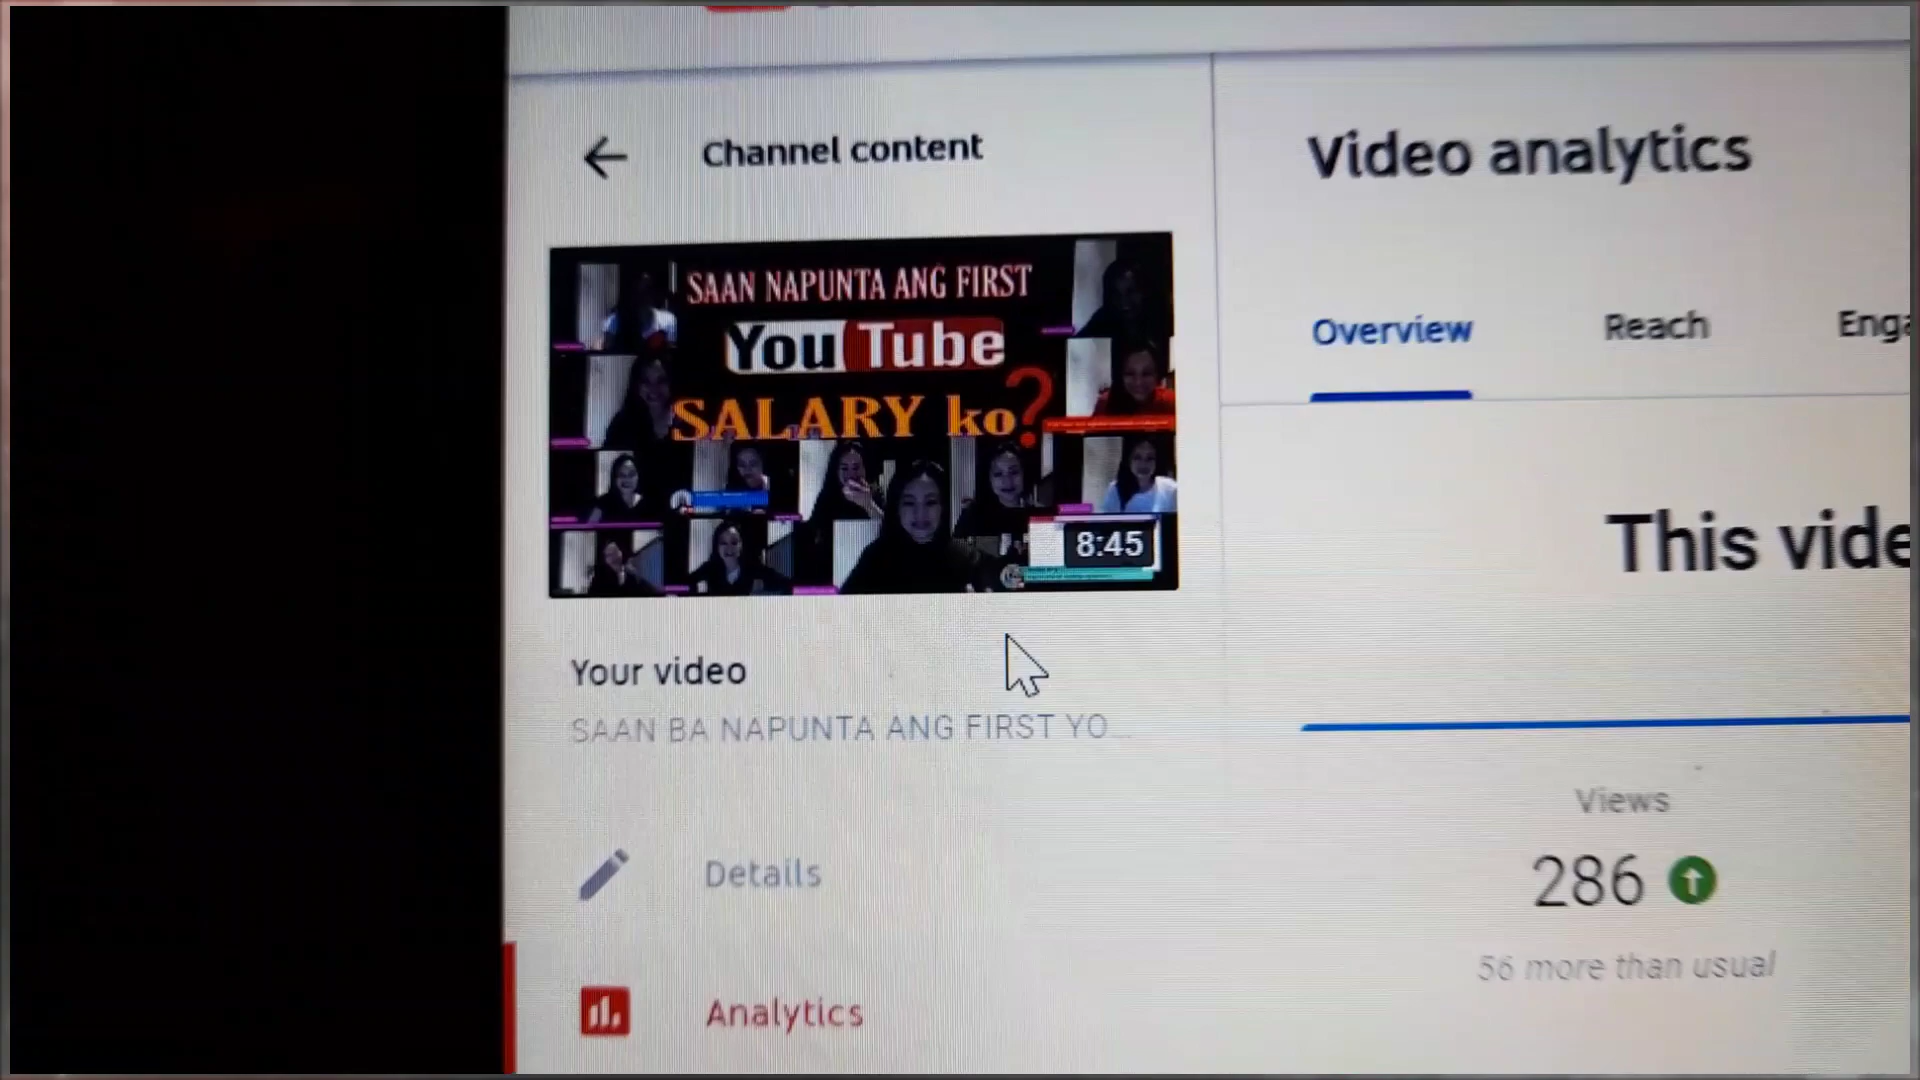 Channel content
SAAN NAPUNTA ANG FIRST
YouTube
SALARY ko?
8:45
Your video
SAAN BA NAPUNTA ANG FIRST YO...
Details
Analytics
Video analytics
Overview
Reach
Enga
This vide
Views
286
56 more than usual